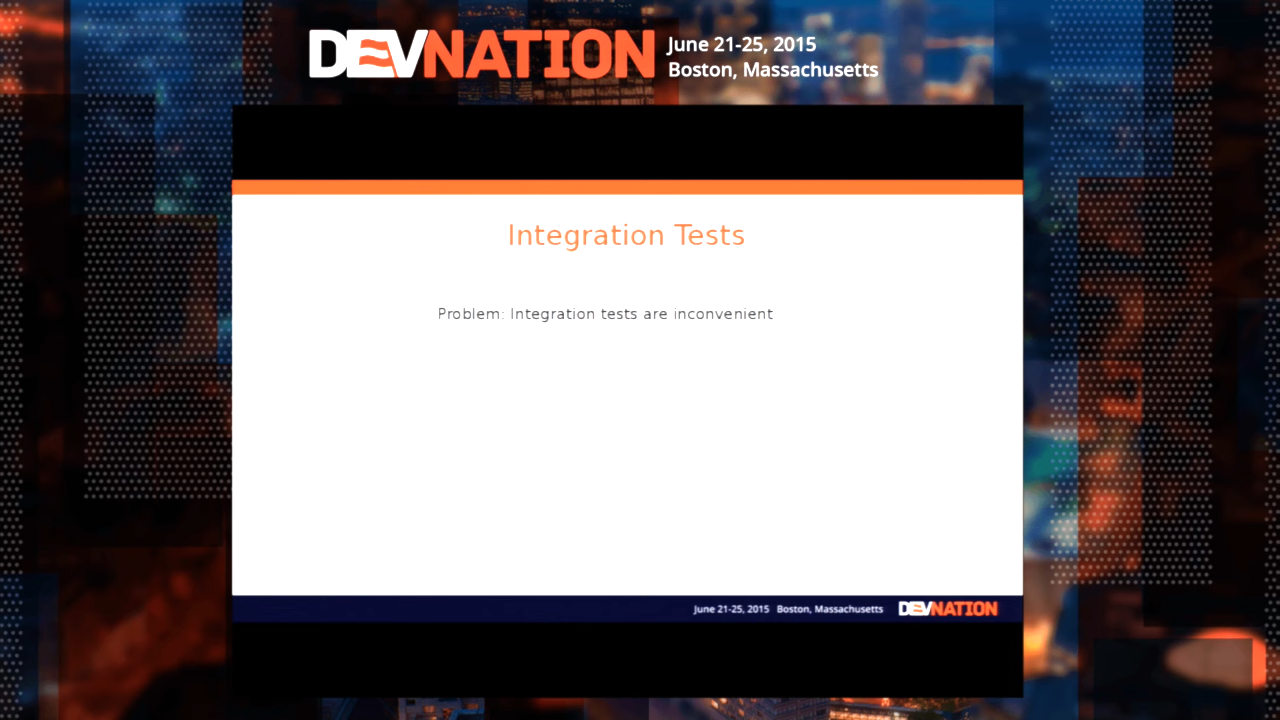 DEVNATION
June 21-25, 2015
Boston, Massachusetts
Integration Tests
Problem: Integration tests are inconvenient
June 21-25, 2015 Boston, Massachusetts DEVNATION